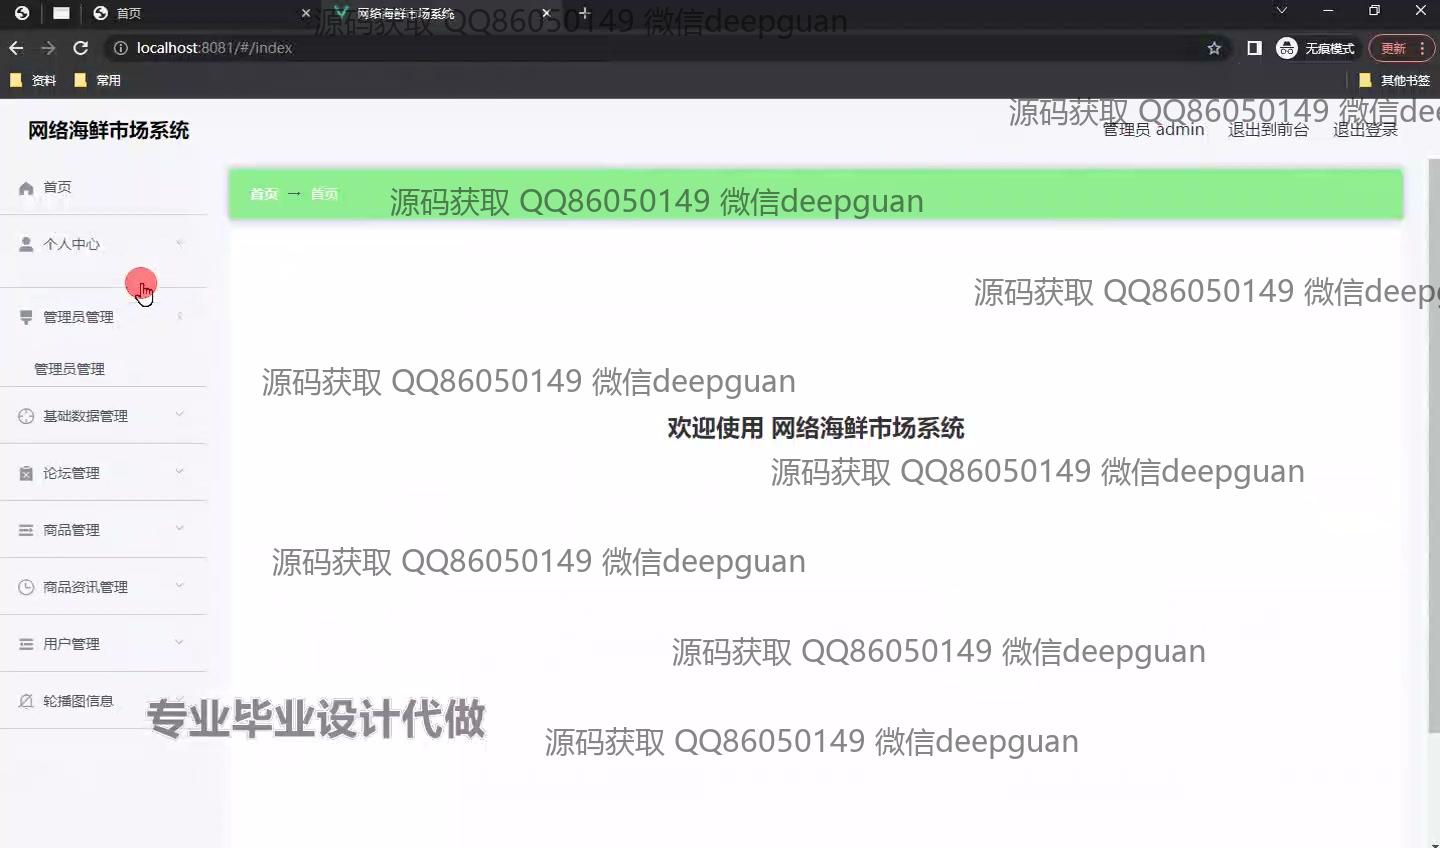 首页
网络海鲜市场系统
源码获取 QQ86050149 微信deepguan
localhost:8081/#/index
无痕模式
更新
资料
常用
其他书签
源码获取 QQ86050149 微信dee
网络海鲜市场系统
管理员 admin
退出到前台
退出登录
首页
首页 → 首页
源码获取 QQ86050149 微信deepguan
个人中心
源码获取 QQ86050149 微信deepg
管理员管理
管理员管理
源码获取 QQ86050149 微信deepguan
基础数据管理
欢迎使用 网络海鲜市场系统
论坛管理
源码获取 QQ86050149 微信deepguan
商品管理
源码获取 QQ86050149 微信deepguan
商品资讯管理
用户管理
源码获取 QQ86050149 微信deepguan
轮播图信息
专业毕业设计代做
源码获取 QQ86050149 微信deepguan